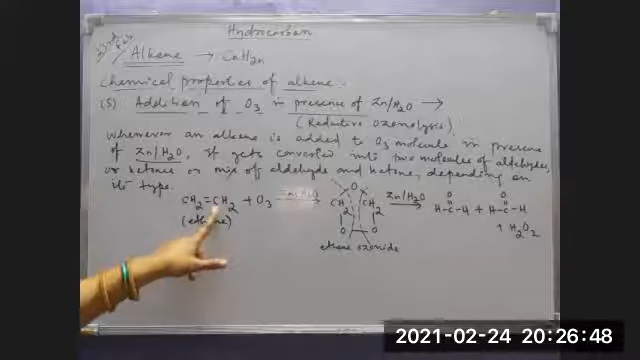 Hydrocarbon
Alkene → CnH2n
Chemical properties of alkene.
(5) Addition of O3 in presence of Zn/H2O →
(Reductive Ozonolysis)
Whenever an alkene is added to O3 molecule in presence
of Zn/H2O, it gets converted into two molecules of aldehydes,
or ketones or mix of aldehyde and ketone, depending on
its type.
CH2=CH2 + O3 → CH2 O CH2 O O Zn/H2O → H-C-H + H-C-H
O O
(ethene)
ethene ozonide
+ H2O2
2021-02-24 20:26:48